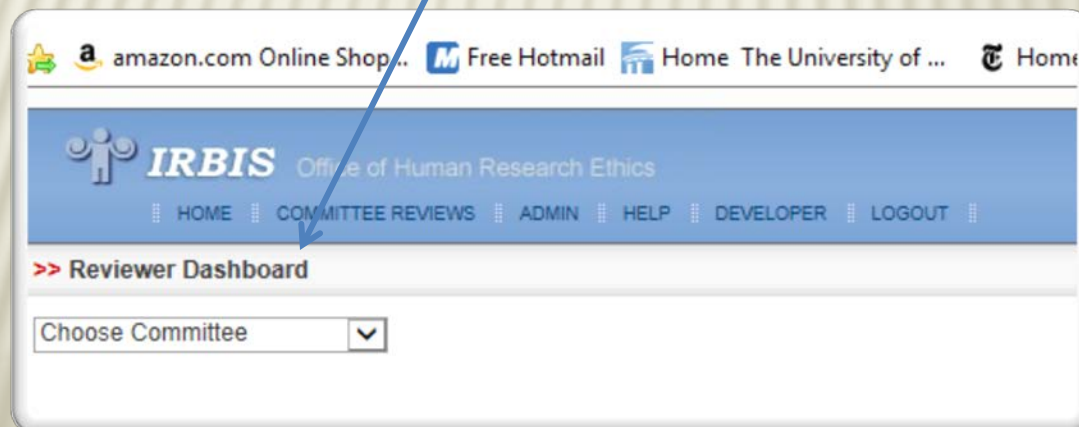 amazon.com Online Shop... Free Hotmail Home The University of ... Home
IRBIS Office of Human Research Ethics
HOME COMMITTEE REVIEWS ADMIN HELP DEVELOPER LOGOUT
>> Reviewer Dashboard
Choose Committee